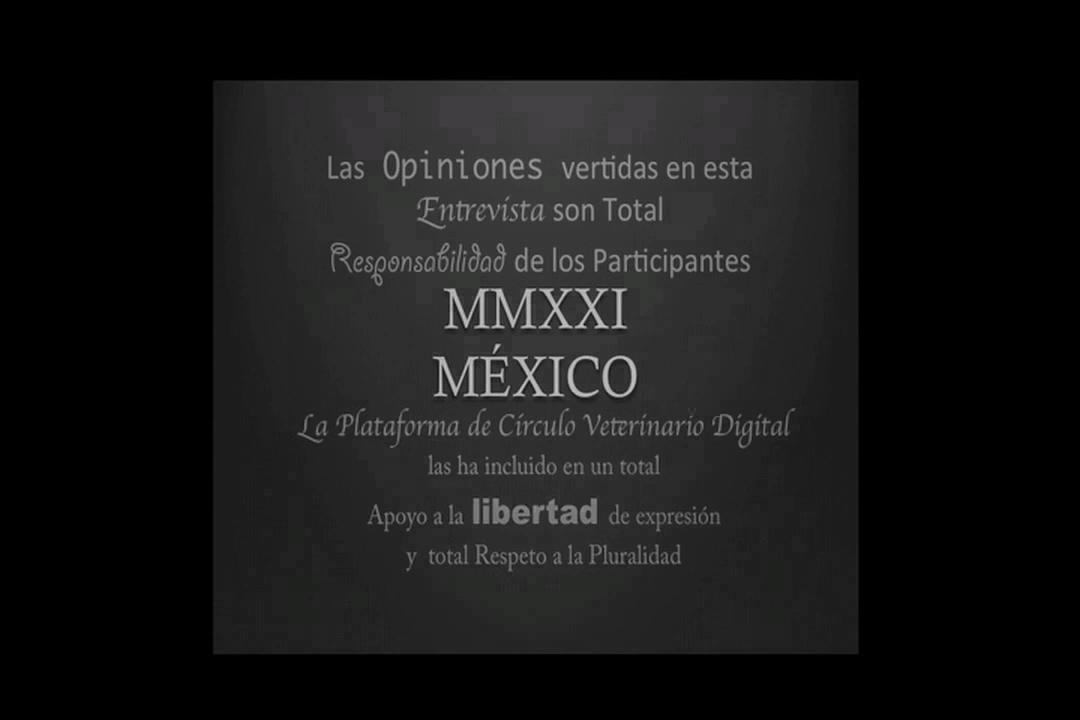 Las Opiniones vertidas en esta
Entrevista son Total
Responsabilidad de los Participantes
MMXXI
MÉXICO
La Plataforma de Círculo Veterinario Digital
las ha incluido en un total
Apoyo a la libertad de expresión
y total Respeto a la Pluralidad